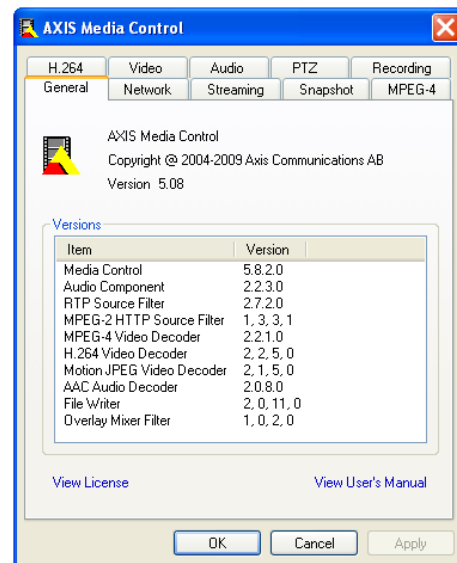 AXIS Media Control
H.264 Video Audio PTZ Recording
General Network Streaming Snapshot MPEG-4
AXIS Media Control
Copyright @ 2004-2009 Axis Communications AB
Version 5.08
Versions
Item Version
Media Control 5.8.2.0
Audio Component 2.2.3.0
RTP Source Filter 2.7.2.0
MPEG-2 HTTP Source Filter 1, 3, 3, 1
MPEG-4 Video Decoder 2.2.1.0
H.264 Video Decoder 2, 2, 5, 0
Motion JPEG Video Decoder 2, 1, 5, 0
AAC Audio Decoder 2.0.8.0
File Writer 2, 0, 11, 0
Overlay Mixer Filter 1, 0, 2, 0
View License View User's Manual
OK Cancel Apply